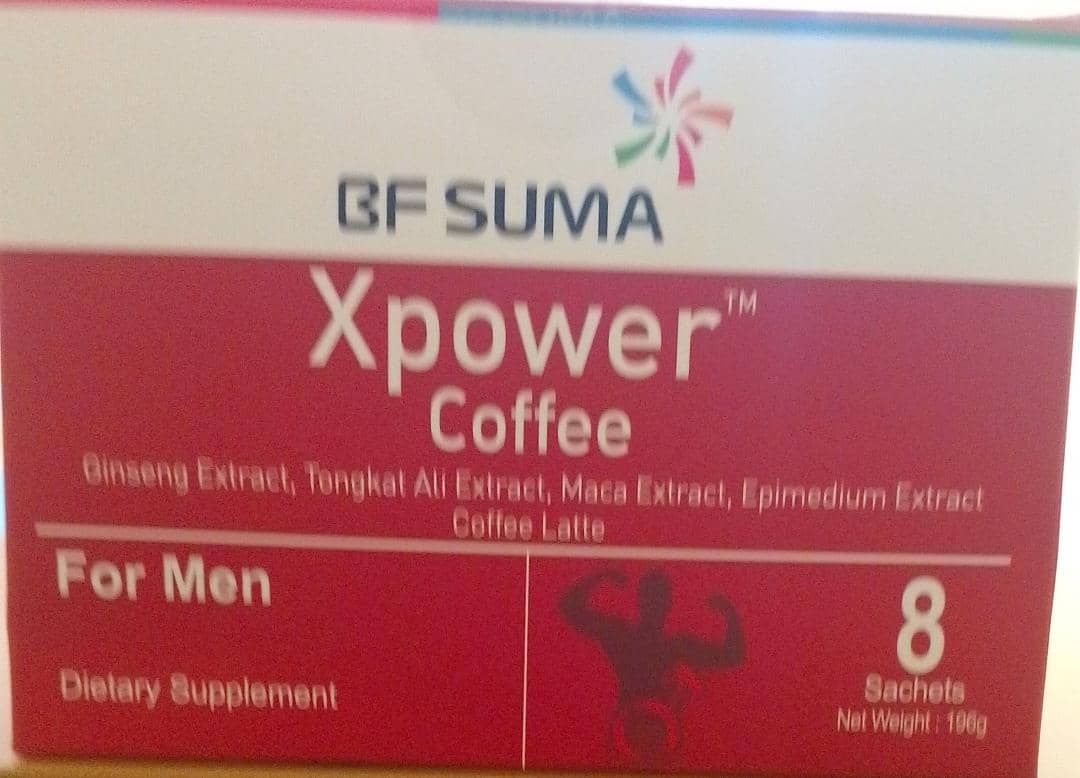 BF SUMA
Xpower™
Coffee
Ginseng Extract, Tongkat Ali Extract, Maca Extract, Epimedium Extract
Coffee Latte
For Men
Dietary Supplement
8
Sachets
Net Weight :